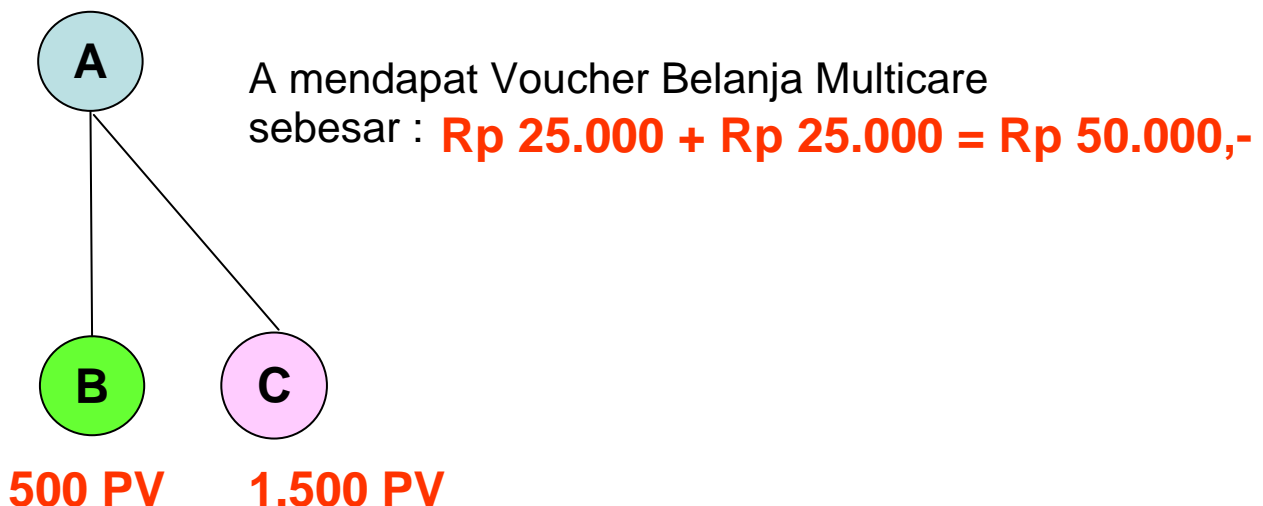 A
A mendapat Voucher Belanja Multicare
sebesar : Rp 25.000 + Rp 25.000 = Rp 50.000,-
B C
500 PV 1.500 PV